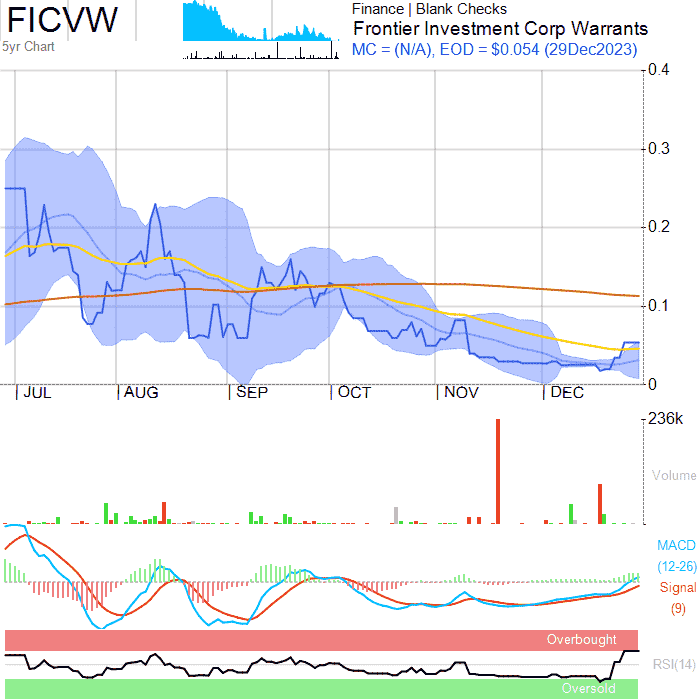 FICVW
5yr Chart
Finance | Blank Checks
Frontier Investment Corp Warrants
MC = (N/A), EOD = $0.054 (29Dec2023)
0.4
0.3
0.2
0.1
0
JUL AUG SEP OCT NOV DEC
236k
Volume
MACD
(12-26)
Signal
(9)
Overbought
RSI(14)
Oversold